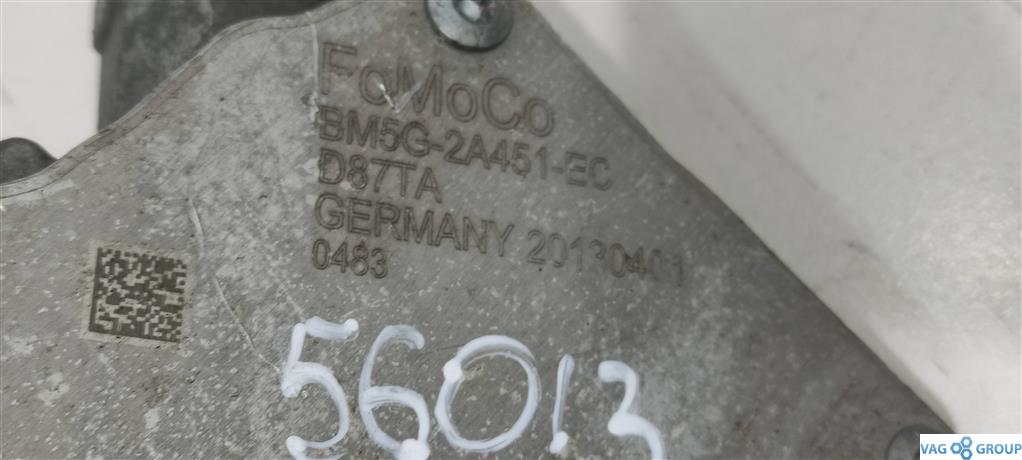 FoMoCo
BM5G-2A451-EC
D87TA
GERMANY 20130401
0483
56013
VAG GROUP